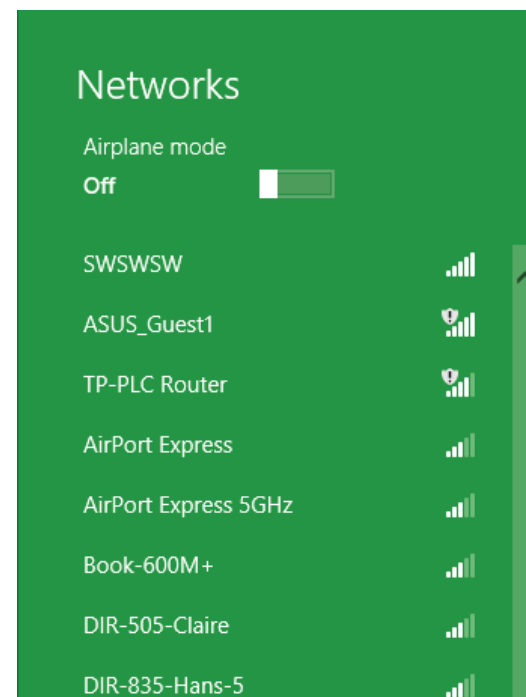 Networks
Airplane mode
Off
SWSWSW
ASUS_Guest1
TP-PLC Router
AirPort Express
AirPort Express 5GHz
Book-600M+
DIR-505-Claire
DIR-835-Hans-5